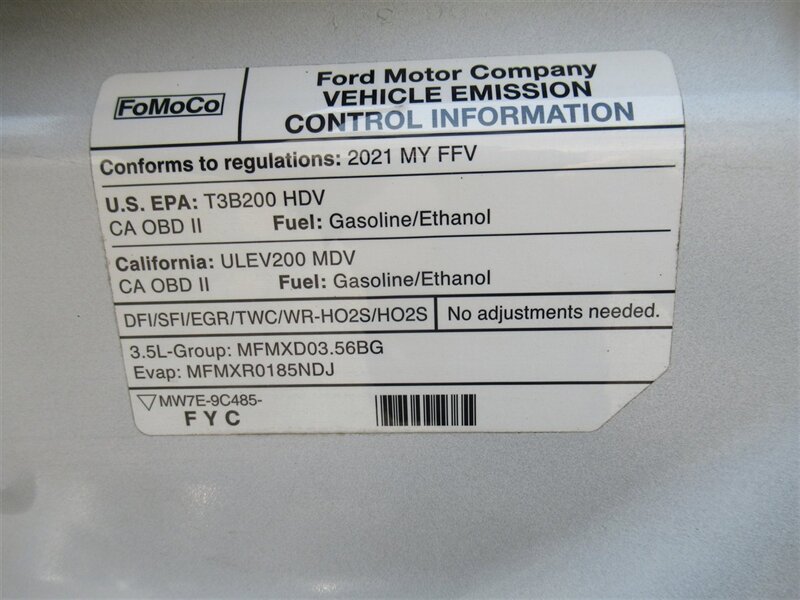 FoMoCo
Ford Motor Company
VEHICLE EMISSION
CONTROL INFORMATION
Conforms to regulations: 2021 MY FFV
U.S. EPA: T3B200 HDV
CA OBD II Fuel: Gasoline/Ethanol
California: ULEV200 MDV
CA OBD II Fuel: Gasoline/Ethanol
DFI/SFI/EGR/TWC/WR-HO2S/HO2S No adjustments needed.
3.5L-Group: MFMXD03.56BG
Evap: MFMXR0185NDJ
MW7E-9C485-
FYC